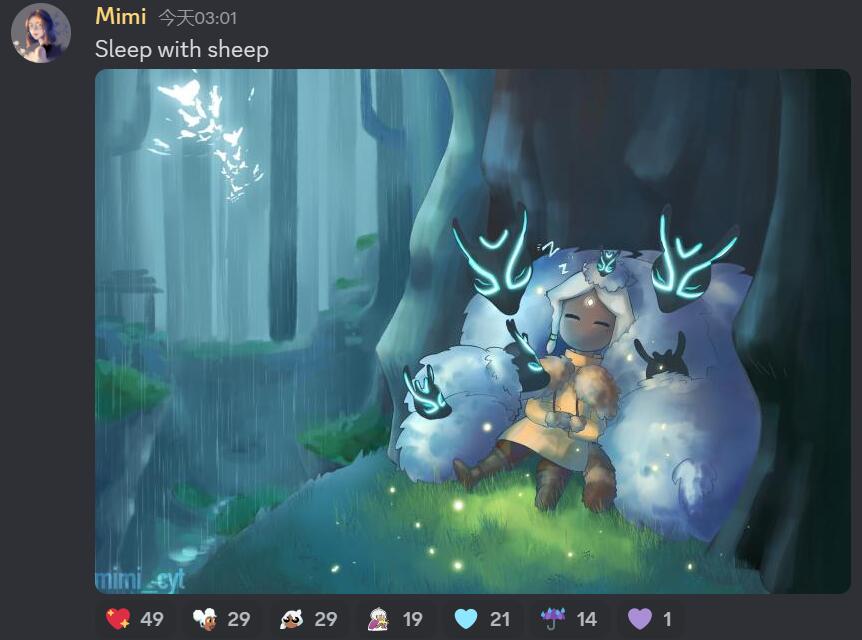 Mimi 今天03:01
Sleep with sheep
z z
mimi_cyt
49 29 29 19 21 14 1